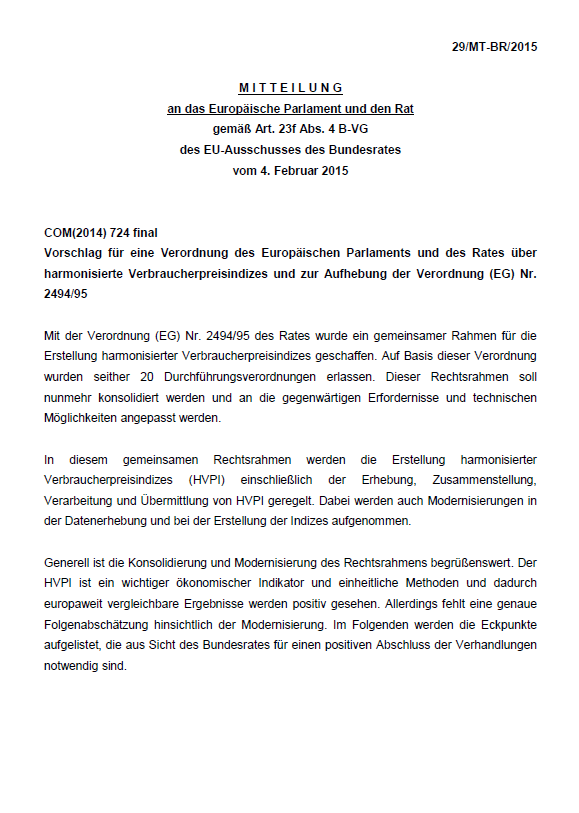 29/MT-BR/2015
M I T T E I L U N G
an das Europäische Parlament und den Rat
gemäß Art. 23f Abs. 4 B-VG
des EU-Ausschusses des Bundesrates
vom 4. Februar 2015
COM(2014) 724 final
Vorschlag für eine Verordnung des Europäischen Parlaments und des Rates über
harmonisierte Verbraucherpreisindizes und zur Aufhebung der Verordnung (EG) Nr.
2494/95
Mit der Verordnung (EG) Nr. 2494/95 des Rates wurde ein gemeinsamer Rahmen für die
Erstellung harmonisierter Verbraucherpreisindizes geschaffen. Auf Basis dieser Verordnung
wurden seither 20 Durchführungsverordnungen erlassen. Dieser Rechtsrahmen soll
nunmehr konsolidiert werden und an die gegenwärtigen Erfordernisse und technischen
Möglichkeiten angepasst werden.
In diesem gemeinsamen Rechtsrahmen werden die Erstellung harmonisierter
Verbraucherpreisindizes (HVPI) einschließlich der Erhebung, Zusammenstellung,
Verarbeitung und Übermittlung von HVPI geregelt. Dabei werden auch Modernisierungen in
der Datenerhebung und bei der Erstellung der Indizes aufgenommen.
Generell ist die Konsolidierung und Modernisierung des Rechtsrahmens begrüßenswert. Der
HVPI ist ein wichtiger ökonomischer Indikator und einheitliche Methoden und dadurch
europaweit vergleichbare Ergebnisse werden positiv gesehen. Allerdings fehlt eine genaue
Folgenabschätzung hinsichtlich der Modernisierung. Im Folgenden werden die Eckpunkte
aufgelistet, die aus Sicht des Bundesrates für einen positiven Abschluss der Verhandlungen
notwendig sind.